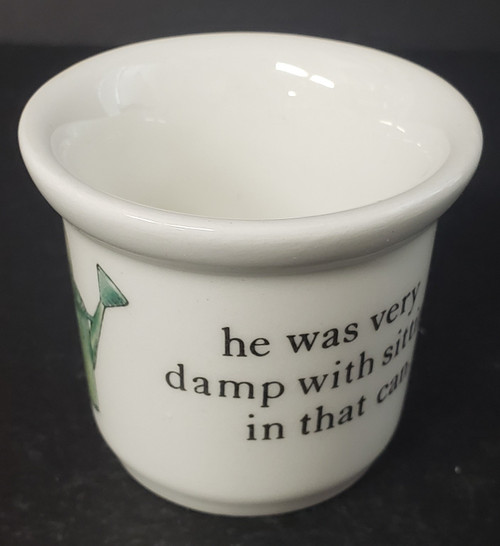 he was very
damp with
in that can